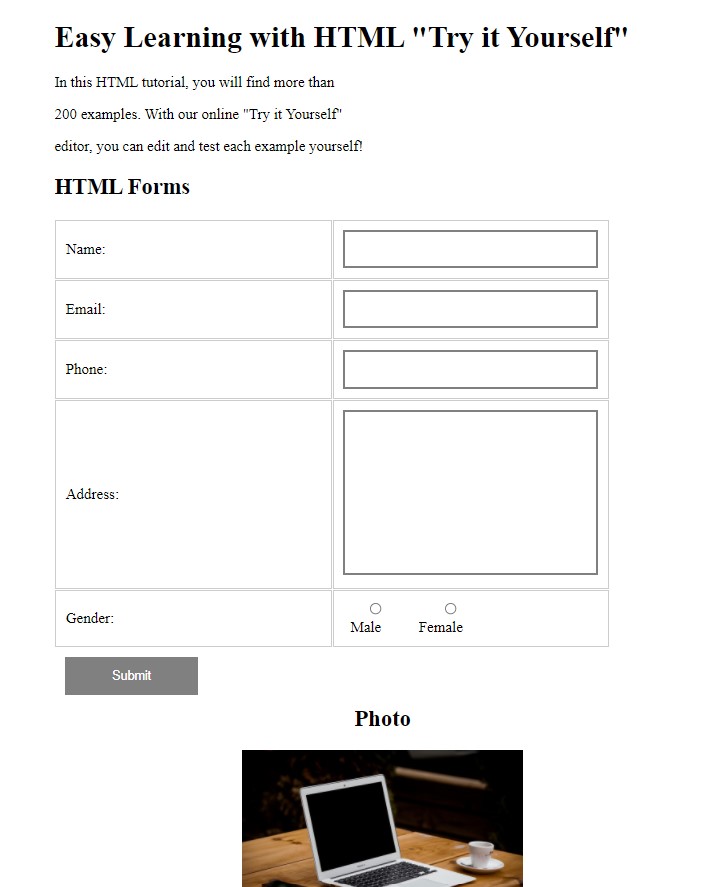 Easy Learning with HTML "Try it Yourself"
In this HTML tutorial, you will find more than
200 examples. With our online "Try it Yourself"
editor, you can edit and test each example yourself!
HTML Forms
Name:
Email:
Phone:
Address:
Gender:
Male Female
Submit
Photo